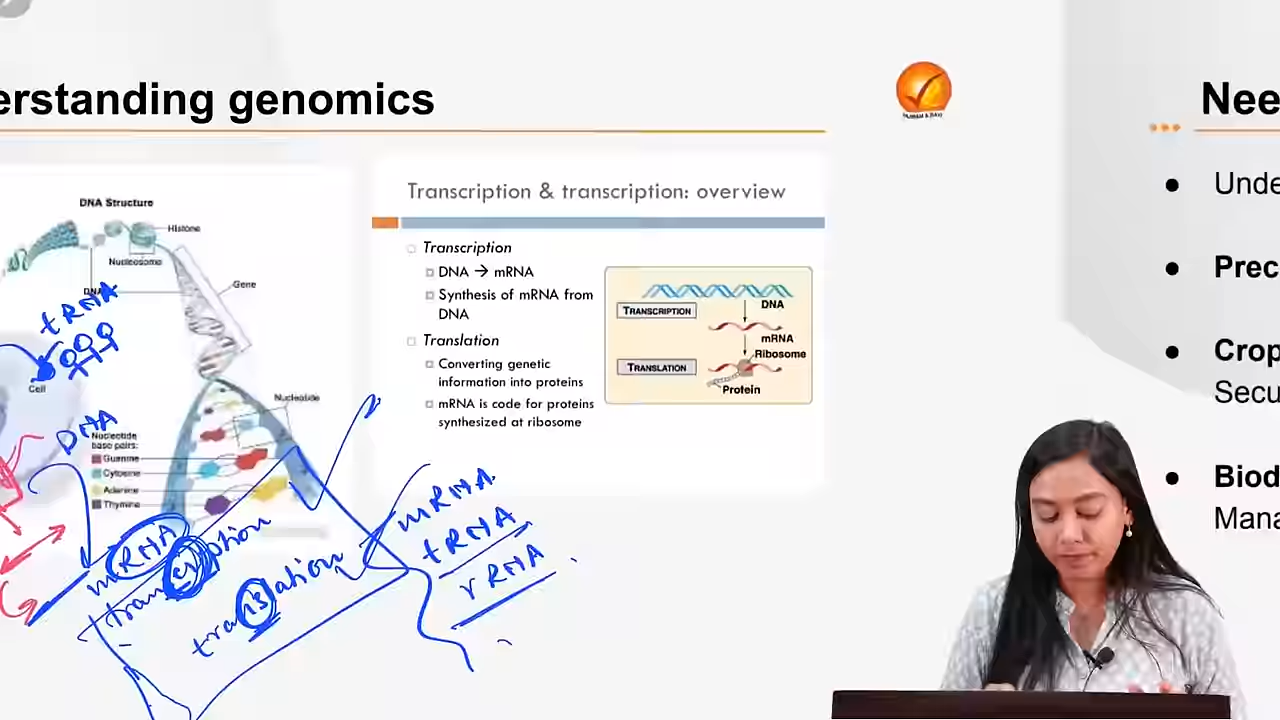 erstanding genomics
DNA Structure
Histone
Nucleosome
DNA
Gene
tRNA
Cell
Nucleotide
DNA
Nucleotide
base pairs:
Guanine
Cytosine
Adenine
Thymine
mRNA
translation
Transcription & transcription: overview
Transcription
DNA → mRNA
Synthesis of mRNA from
DNA
Translation
Converting genetic
information into proteins
mRNA is code for proteins
synthesized at ribosome
TRANSCRIPTION
DNA
mRNA
Ribosome
TRANSLATION
Protein
mRNA
tRNA
rRNA
Nee
Unde
Prec
Crop
Secu
Biod
Mana